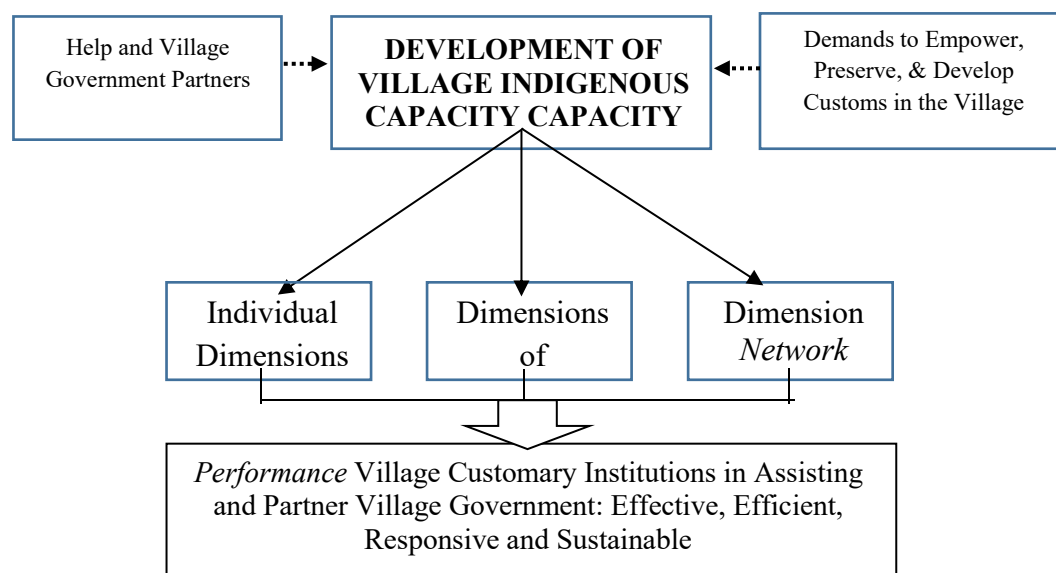 Help and Village
Government Partners
DEVELOPMENT OF
VILLAGE INDIGENOUS
CAPACITY CAPACITY
Demands to Empower,
Preserve, & Develop
Customs in the Village
Individual
Dimensions
Dimensions
of
Dimension
Network
Performance Village Customary Institutions in Assisting
and Partner Village Government: Effective, Efficient,
Responsive and Sustainable